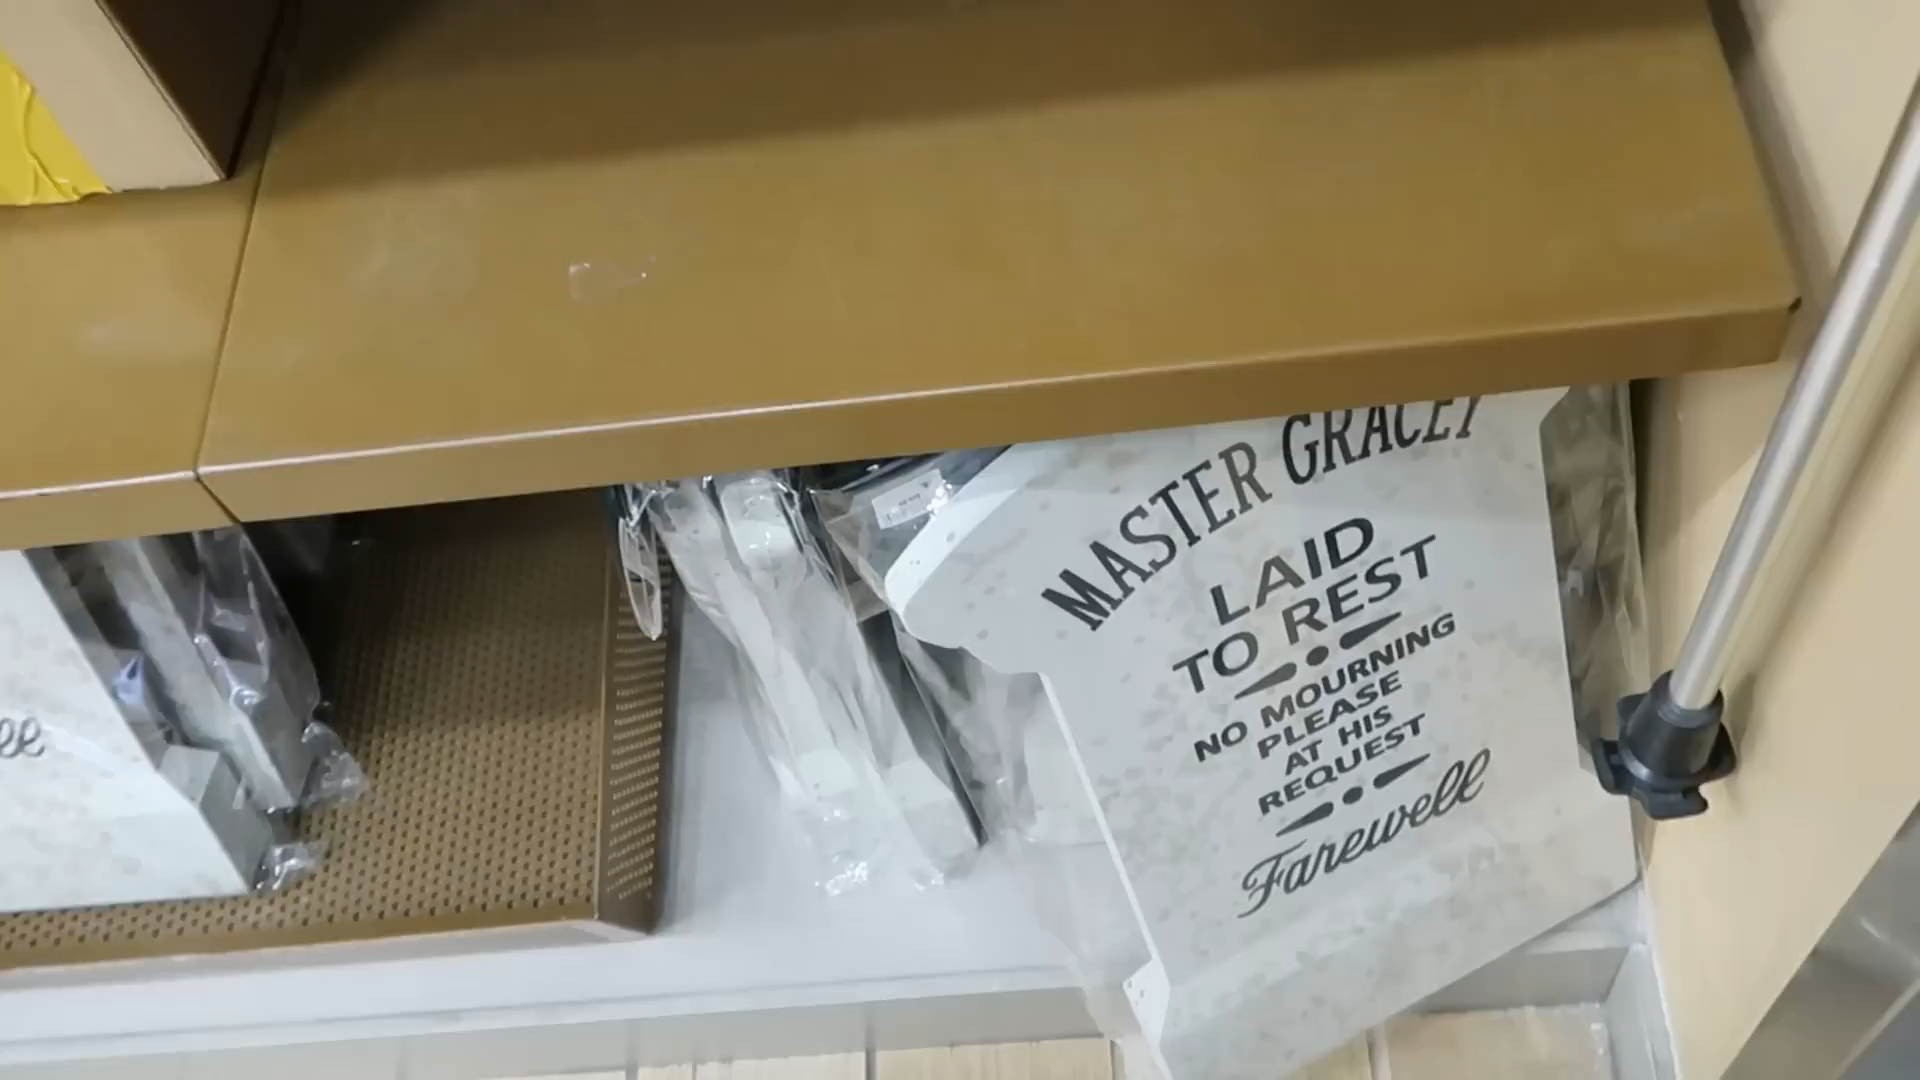 MASTER GRACEY
LAID
TO REST
NO MOURNING
PLEASE
AT HIS
REQUEST
Farewell